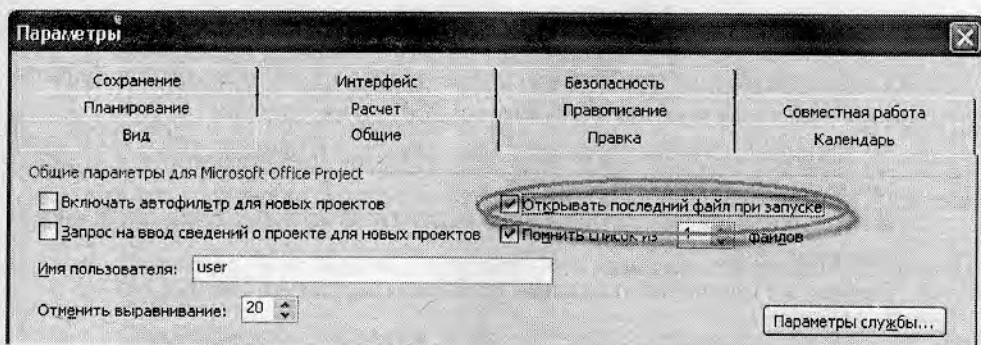 Параметры
Сохранение Интерфейс Безопасность
Планирование Расчет Правописание Совместная работа
Вид Общие Правка Календарь
Общие параметры для Microsoft Office Project
Включать автофильтр для новых проектов Открывать последний файл при запуске
Запрос на ввод сведений о проекте для новых проектов Помнить список из 1 файлов
Имя пользователя: user
Отменить выравнивание: 20
Параметры службы...